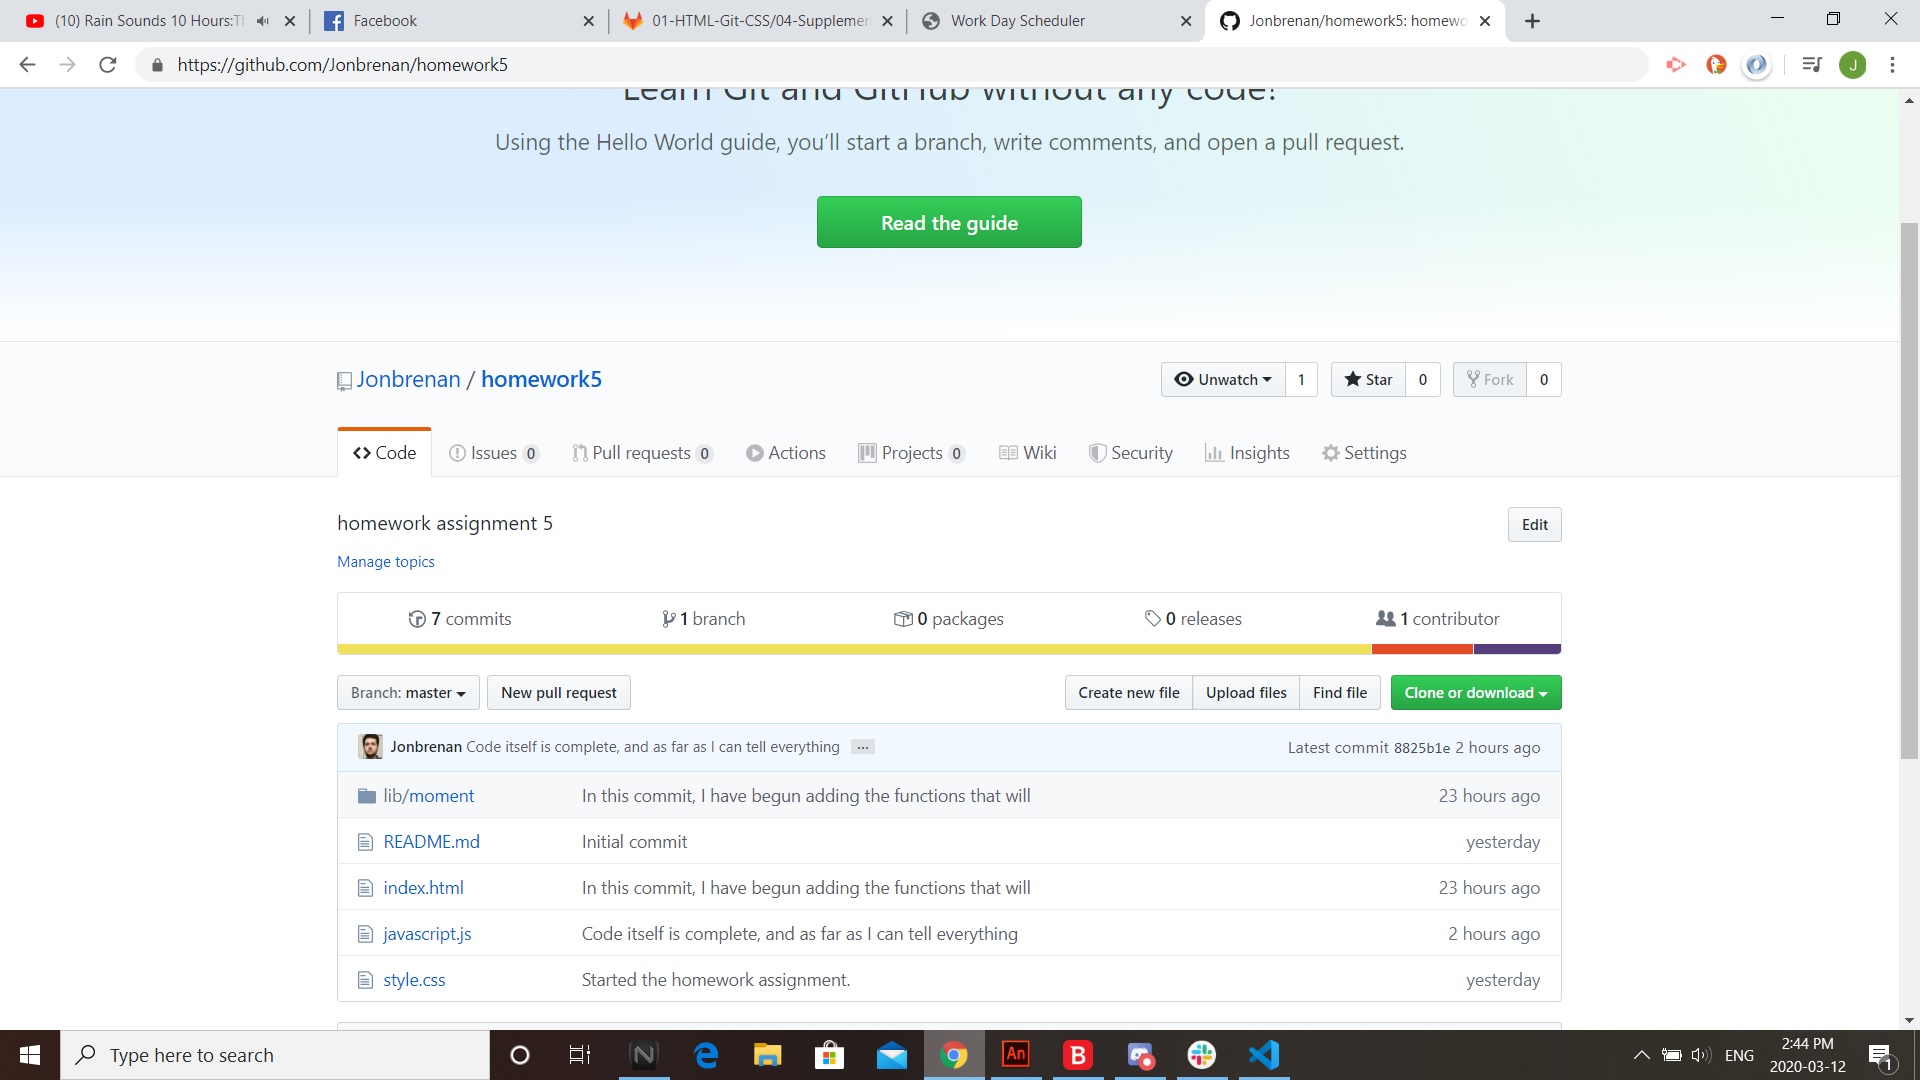 (10) Rain Sounds 10 Hours:Th
Facebook
01-HTML-Git-CSS/04-Supplemen
Work Day Scheduler
Jonbrenan/homework5: homewo
https://github.com/Jonbrenan/homework5
J
Learn Git and GitHub without any code!
Using the Hello World guide, you’ll start a branch, write comments, and open a pull request.
Read the guide
Jonbrenan / homework5
Unwatch 1
Star 0
Fork 0
Code
Issues 0
Pull requests 0
Actions
Projects 0
Wiki
Security
Insights
Settings
homework assignment 5
Edit
Manage topics
7 commits
1 branch
0 packages
0 releases
1 contributor
Branch: master
New pull request
Create new file
Upload files
Find file
Clone or download
Jonbrenan Code itself is complete, and as far as I can tell everything ...
Latest commit 8825b1e 2 hours ago
lib/moment In this commit, I have begun adding the functions that will 23 hours ago
README.md Initial commit yesterday
index.html In this commit, I have begun adding the functions that will 23 hours ago
javascript.js Code itself is complete, and as far as I can tell everything 2 hours ago
style.css Started the homework assignment. yesterday
Type here to search
N
An
B
ENG
2:44 PM
2020-03-12
1